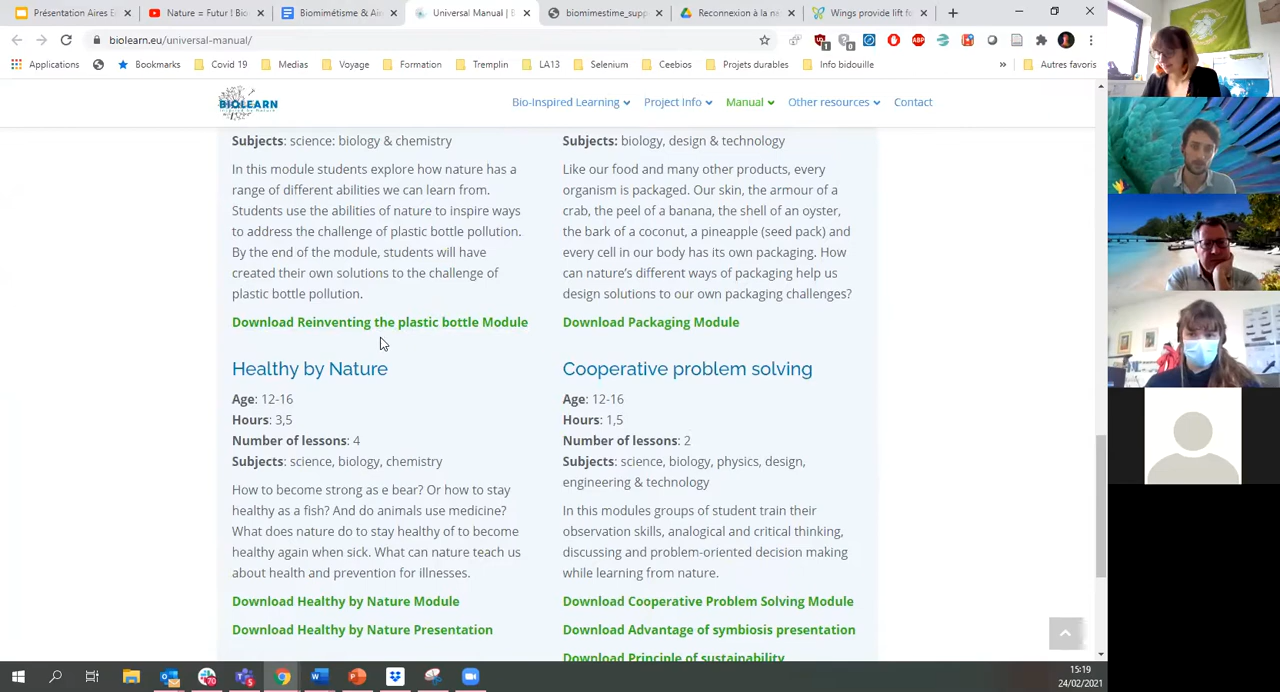 Présentation Aires E
Nature = Futur ! Bio
Biomimétisme & Air
Universal Manual | B
biomimestime_supp
Reconnexion à la na
Wings provide lift fo
biolearn.eu/universal-manual/
Applications
Bookmarks
Covid 19
Medias
Voyage
Formation
Tremplin
LA13
Selenium
Ceebios
Projets durables
Info bidouille
»
Autres favoris
BIOLEARN
Bio-Inspired Learning
Project Info
Manual
Other resources
Contact
Subjects: science: biology & chemistry
In this module students explore how nature has a
range of different abilities we can learn from.
Students use the abilities of nature to inspire ways
to address the challenge of plastic bottle pollution.
By the end of the module, students will have
created their own solutions to the challenge of
plastic bottle pollution.
Download Reinventing the plastic bottle Module
Subjects: biology, design & technology
Like our food and many other products, every
organism is packaged. Our skin, the armour of a
crab, the peel of a banana, the shell of an oyster,
the bark of a coconut, a pineapple (seed pack) and
every cell in our body has its own packaging. How
can nature's different ways of packaging help us
design solutions to our own packaging challenges?
Download Packaging Module
Healthy by Nature
Age: 12-16
Hours: 3,5
Number of lessons: 4
Subjects: science, biology, chemistry
How to become strong as e bear? Or how to stay
healthy as a fish? And do animals use medicine?
What does nature do to stay healthy of to become
healthy again when sick. What can nature teach us
about health and prevention for illnesses.
Download Healthy by Nature Module
Download Healthy by Nature Presentation
Cooperative problem solving
Age: 12-16
Hours: 1,5
Number of lessons: 2
Subjects: science, biology, physics, design,
engineering & technology
In this modules groups of student train their
observation skills, analogical and critical thinking,
discussing and problem-oriented decision making
while learning from nature.
Download Cooperative Problem Solving Module
Download Advantage of symbiosis presentation
Download Principle of sustainability
15:19
24/02/2021